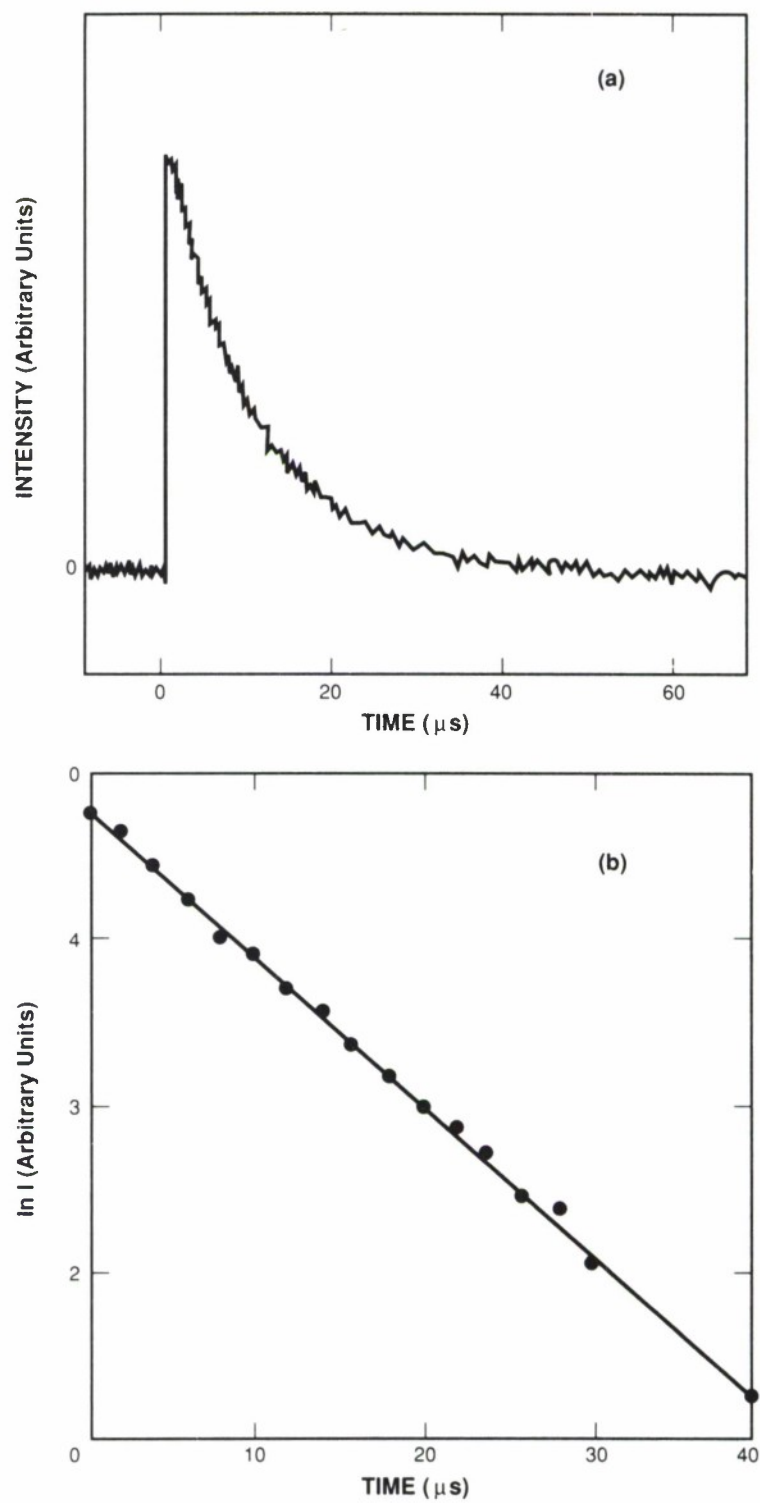 (a)
INTENSITY (Arbitrary Units)
0
0 20 40 60
TIME (μs)
0
(b)
4
ln I (Arbitrary Units)
3
2
0 10 20 30 40
TIME (μs)